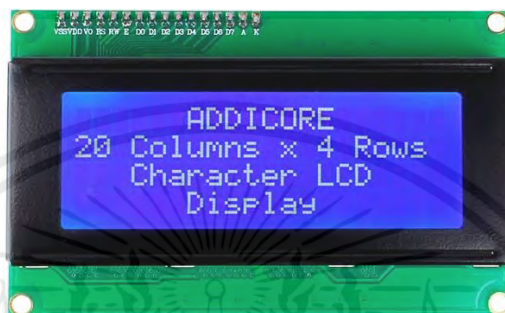 VSS VDD VO RS RW E D0 D1 D2 D3 D4 D5 D6 D7 A K
ADDICORE
20 Columns x 4 Rows
Character LCD
Display